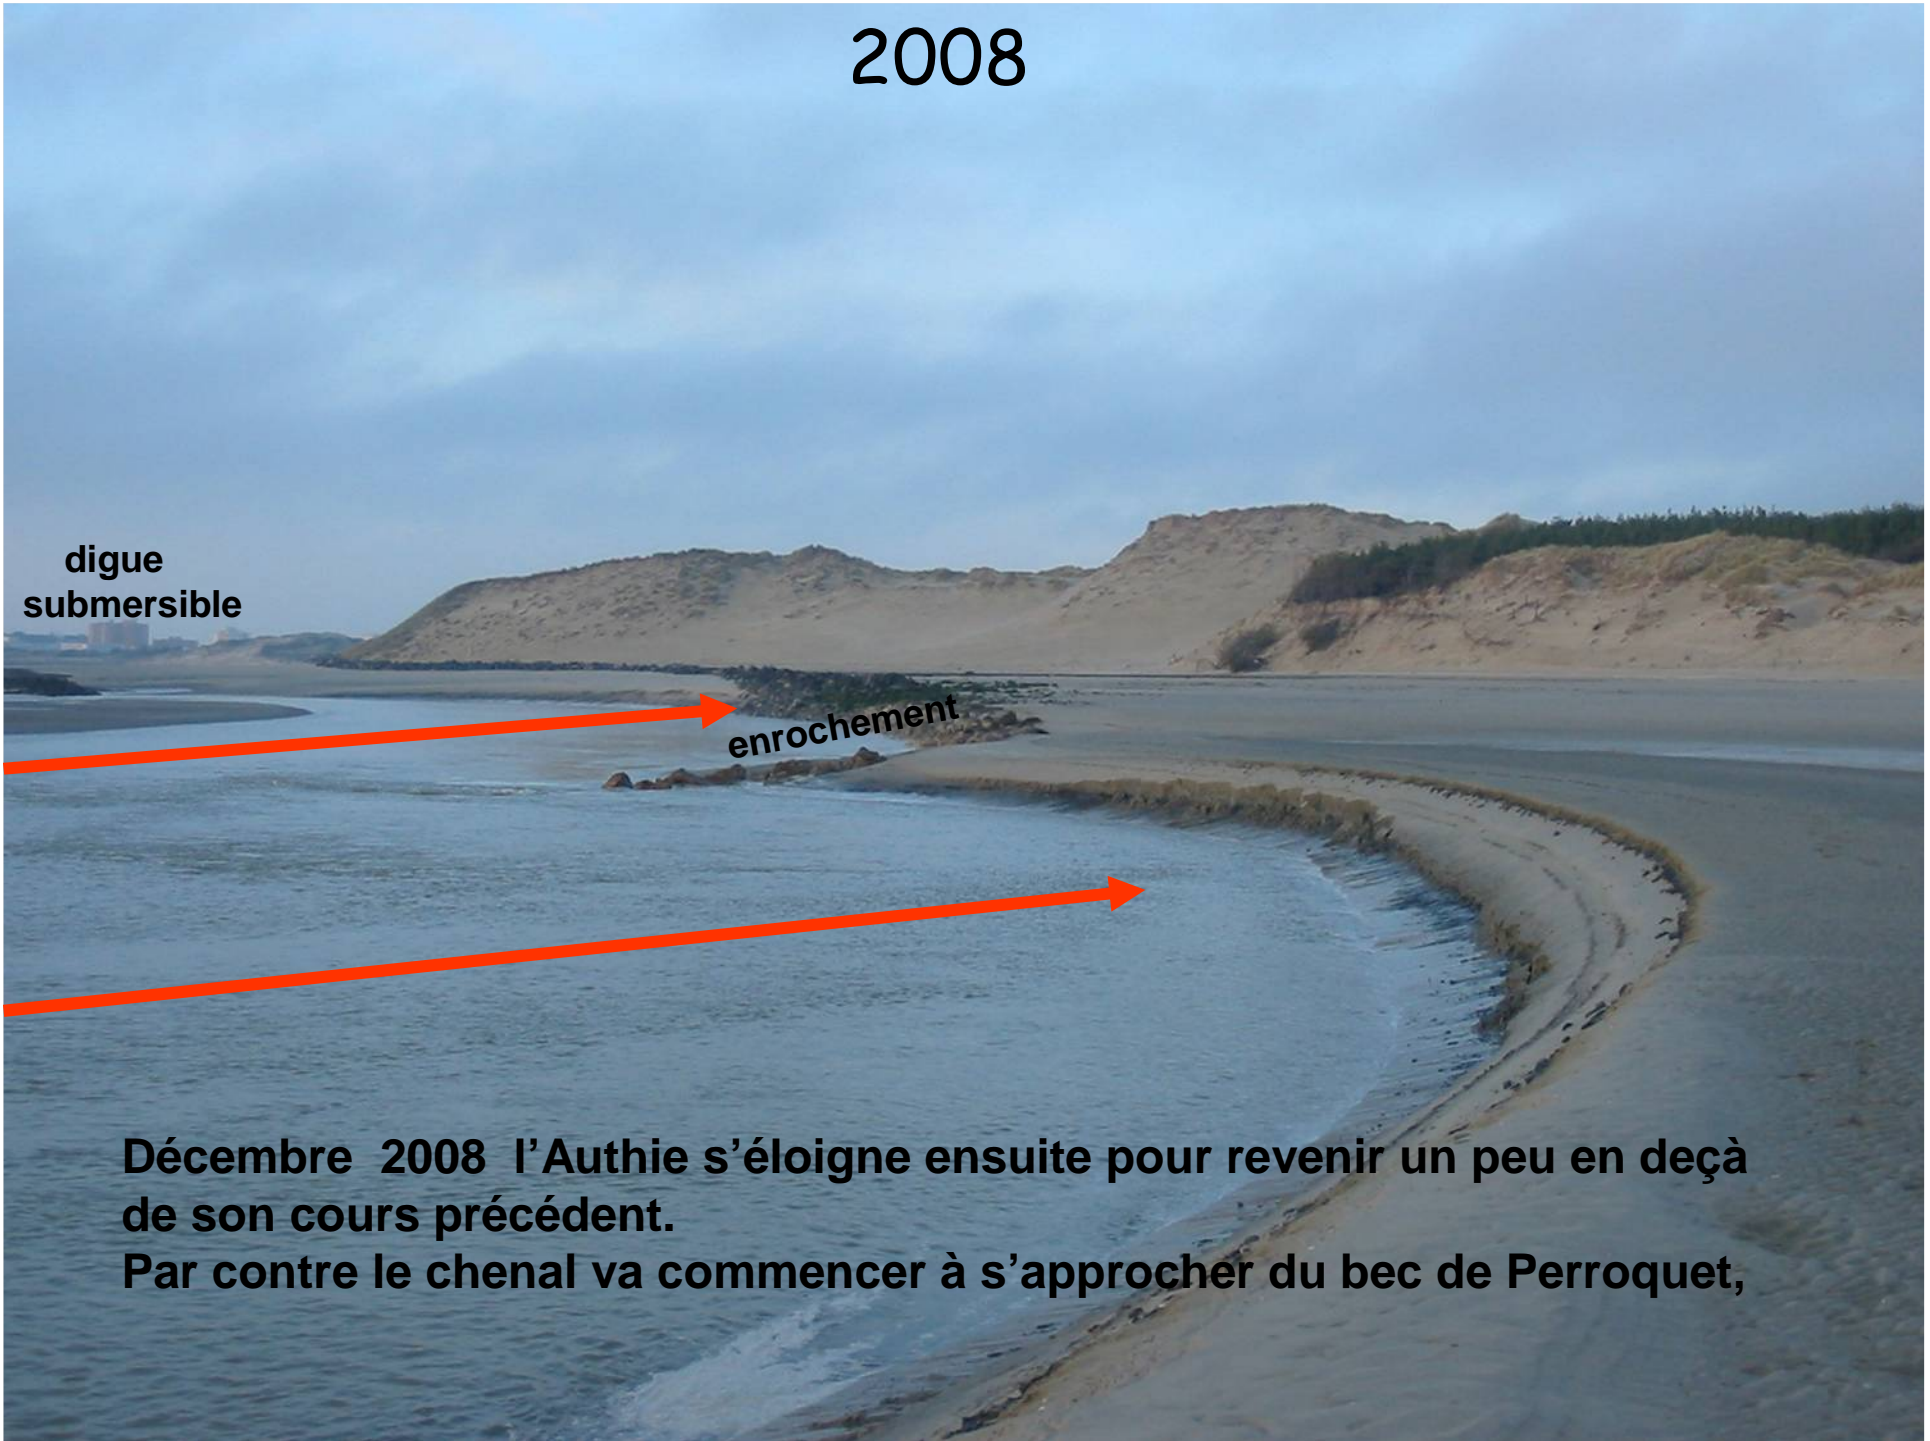 2008
digue
submersible
enrochement
Décembre  2008  l’Authie s’éloigne ensuite pour revenir un peu en deçà
de son cours précédent.
Par contre le chenal va commencer à s’approcher du bec de Perroquet,